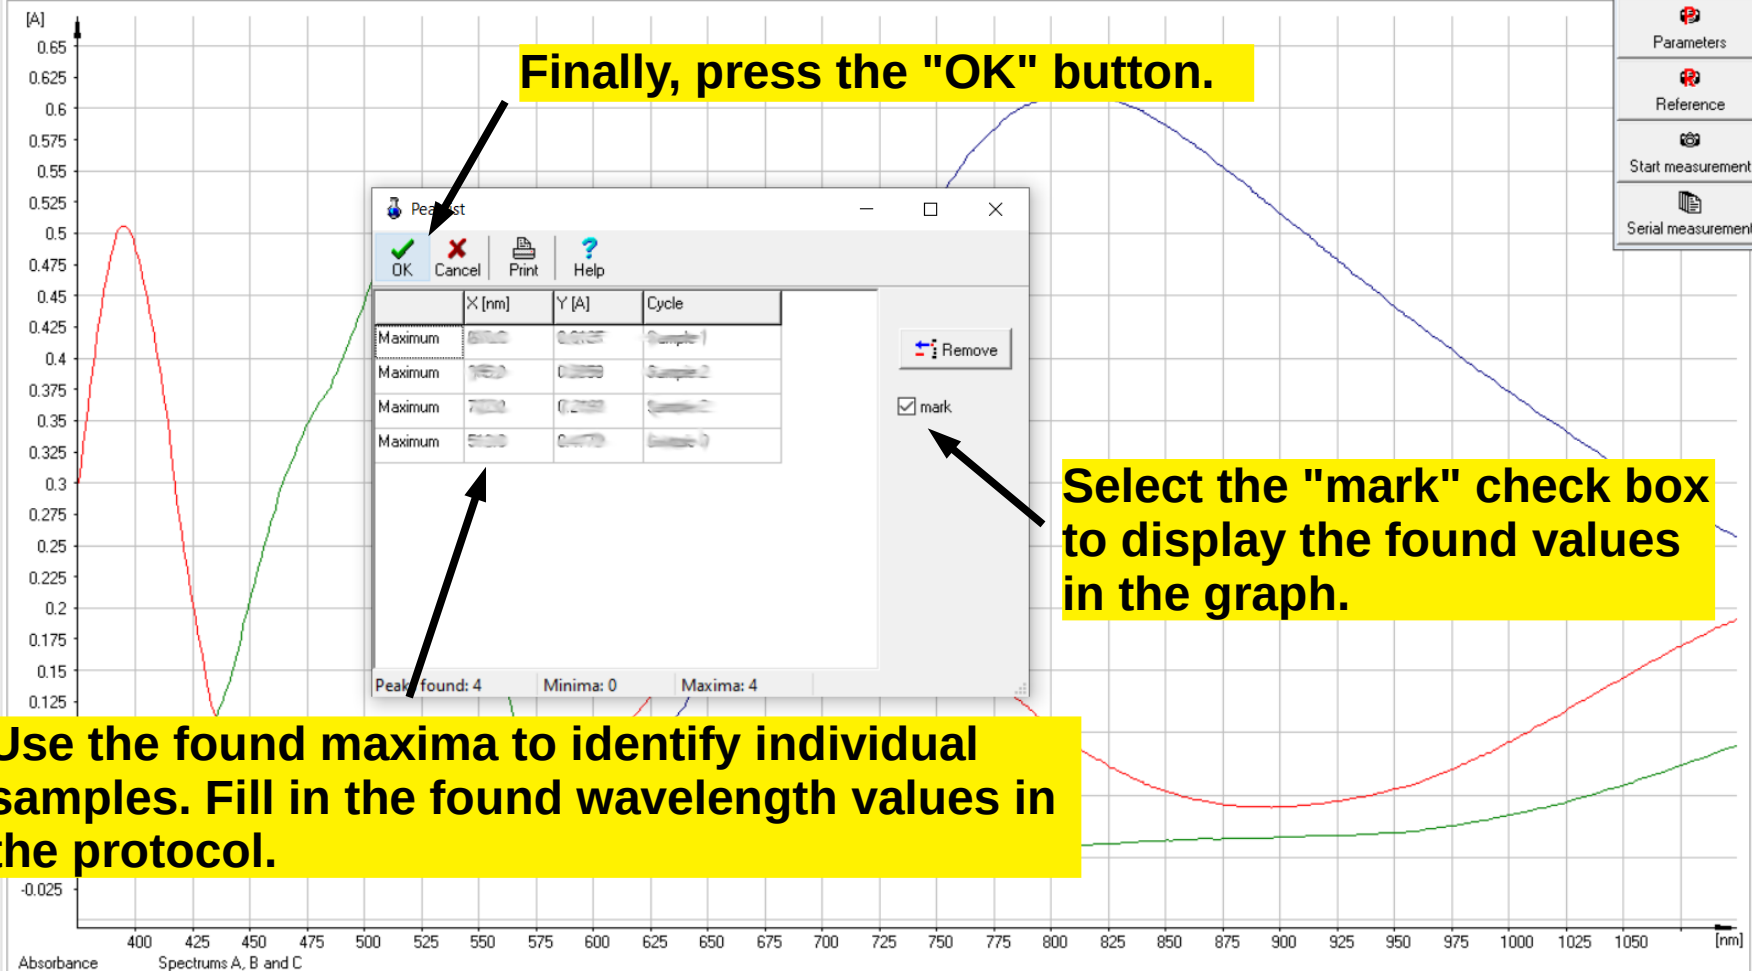 [A]
0.65
0.625
0.6
0.575
0.55
0.525
0.5
0.475
0.45
0.425
0.4
0.375
0.35
0.325
0.3
0.275
0.25
0.225
0.2
0.175
0.15
0.125
-0.025
Finally, press the "OK" button.
Parameters
Reference
Start measurement
Serial measurement
OK Cancel Print Help
X [nm] Y [A] Cycle
Maximum
Maximum
Maximum
Maximum
Remove
mark
Select the "mark" check box
to display the found values
in the graph.
found: 4 Minima: 0 Maxima: 4
Use the found maxima to identify individual
samples. Fill in the found wavelength values in
the protocol.
400 425 450 475 500 525 550 575 600 625 650 675 700 725 750 775 800 825 850 875 900 925 950 975 1000 1025 1050 [nm]
Absorbance Spectrums A, B and C